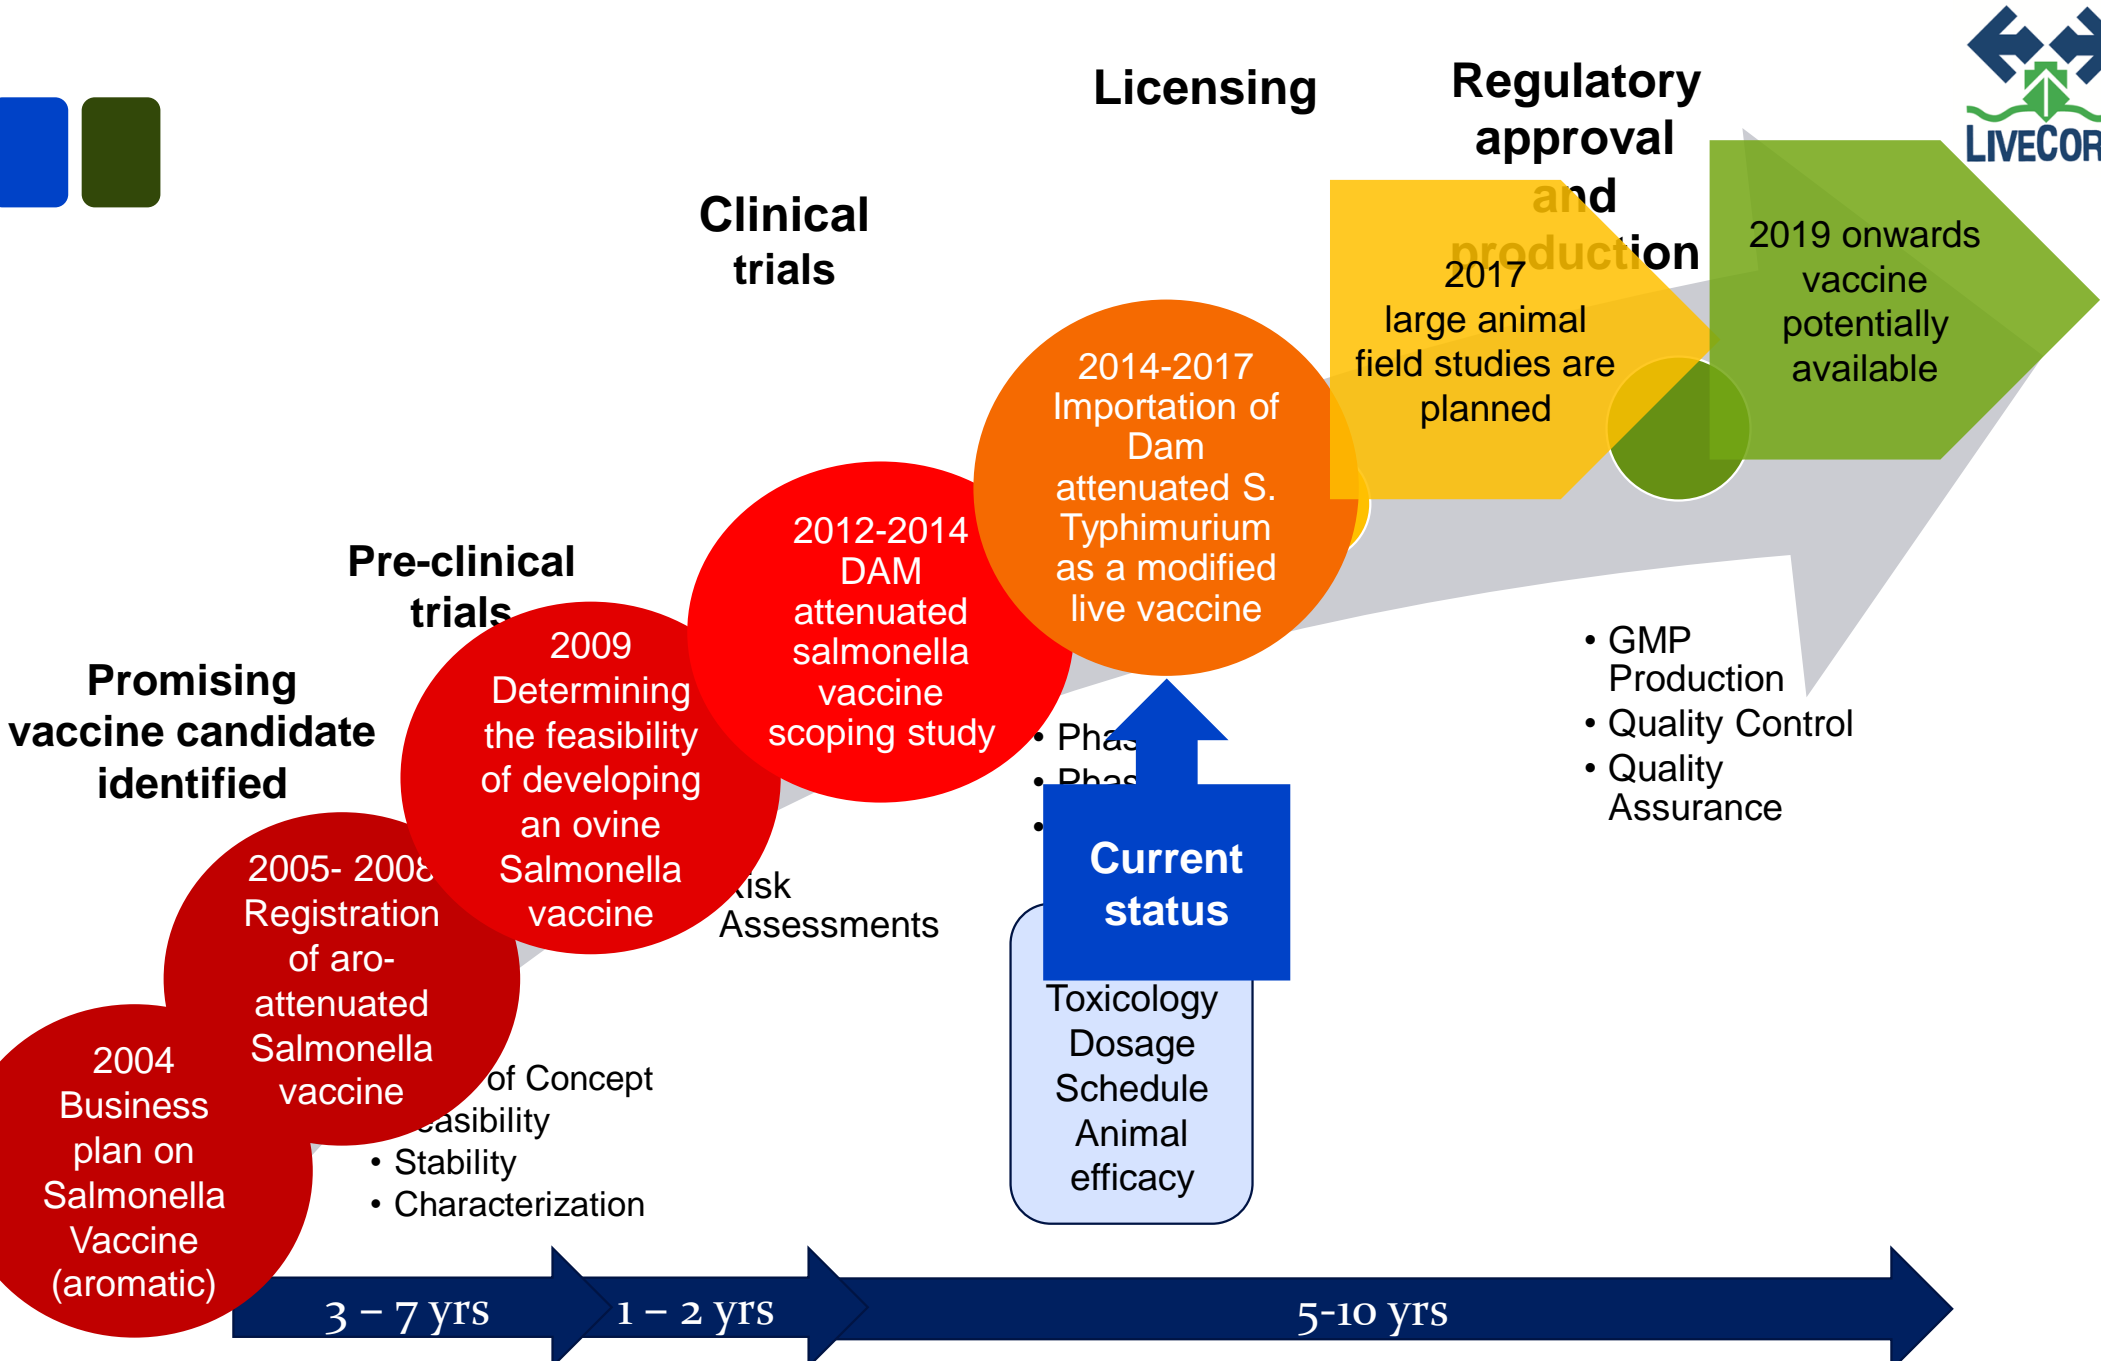 Licensing
Regulatory
approval
and
production
LIVECOR
Clinical
trials
2019 onwards
vaccine
potentially
available
2017
large animal
field studies are
planned
2014-2017
Importation of
Dam
attenuated S.
Typhimurium
as a modified
live vaccine
2012-2014
DAM
attenuated
salmonella
vaccine
scoping study
Pre-clinical
trials
2009
Determining
the feasibility
of developing
an ovine
Salmonella
vaccine
Promising
vaccine candidate
identified
• GMP
Production
• Quality Control
• Quality
Assurance
• Phas
• Phas
•
Current
status
Assessments
2005- 2008
Registration
of aro-
attenuated
Salmonella
vaccine
Toxicology
Dosage
Schedule
Animal
efficacy
2004
Business
plan on
Salmonella
Vaccine
(aromatic)
of Concept
easibility
• Stability
• Characterization
3 – 7 yrs
1 – 2 yrs
5-10 yrs